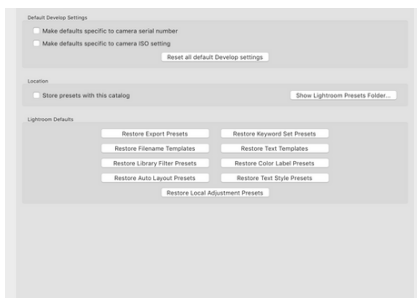 Default Develop Settings
Make defaults specific to camera serial number
Make defaults specific to camera ISO setting
Reset all default Develop settings
Location
Store presets with this catalog
Show Lightroom Presets Folder...
Lightroom Defaults
Restore Export Presets
Restore Keyword Set Presets
Restore Filename Templates
Restore Text Templates
Restore Library Filter Presets
Restore Color Label Presets
Restore Auto Layout Presets
Restore Text Style Presets
Restore Local Adjustment Presets